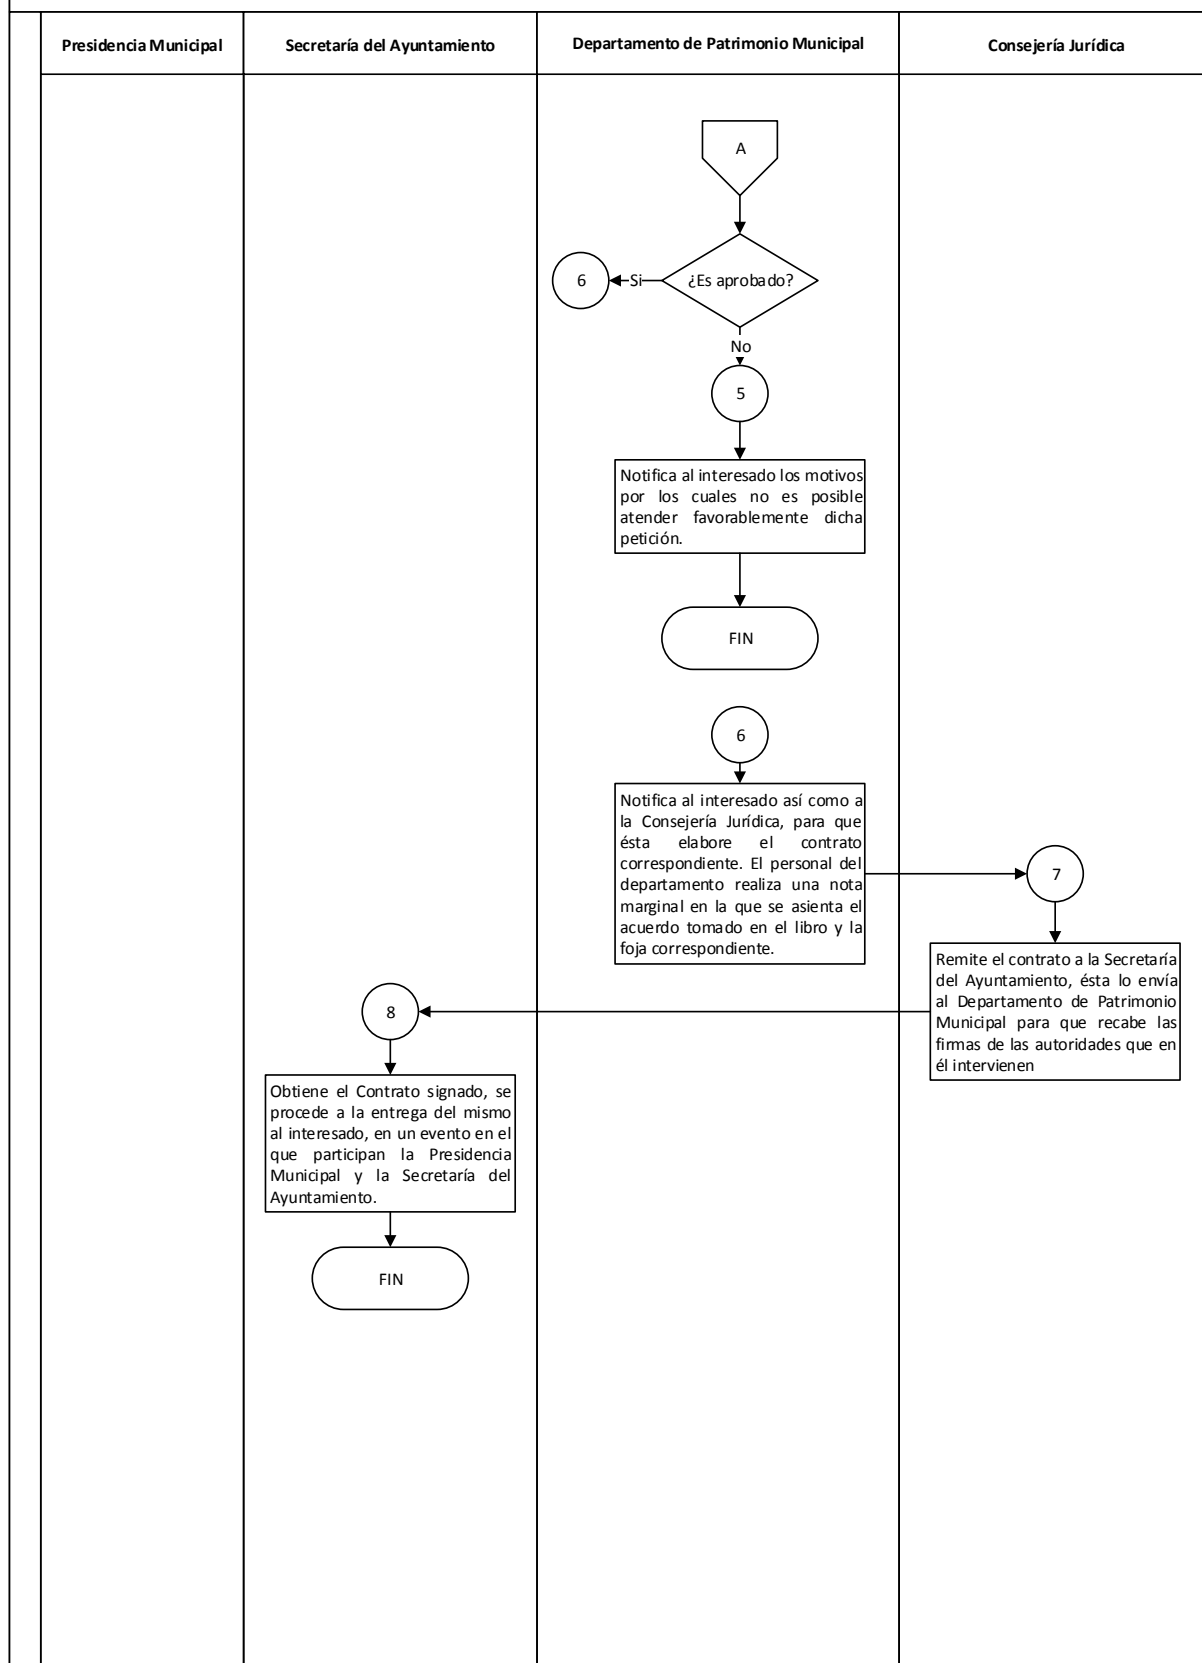 Presidencia Municipal
Secretaría del Ayuntamiento
Departamento de Patrimonio Municipal
Consejería Jurídica
A
¿Es aprobado?
Si
6
No
5
Notifica al interesado los motivos
por los cuales no es posible
atender favorablemente dicha
petición.
FIN
6
Notifica al interesado así como a
la Consejería Jurídica, para que
ésta elabore el contrato
correspondiente. El personal del
departamento realiza una nota
marginal en la que se asienta el
acuerdo tomado en el libro y la
foja correspondiente.
7
Remite el contrato a la Secretaría
del Ayuntamiento, ésta lo envía
al Departamento de Patrimonio
Municipal para que recabe las
firmas de las autoridades que en
él intervienen
8
Obtiene el Contrato signado, se
procede a la entrega del mismo
al interesado, en un evento en el
que participan la Presidencia
Municipal y la Secretaría del
Ayuntamiento.
FIN